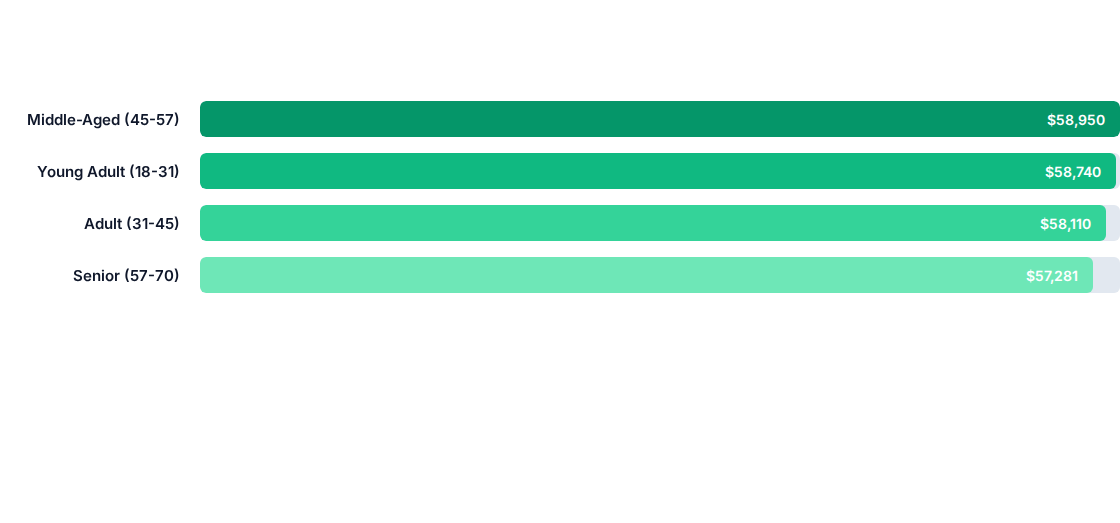 Middle-Aged (45-57) $58,950
Young Adult (18-31) $58,740
Adult (31-45) $58,110
Senior (57-70) $57,281